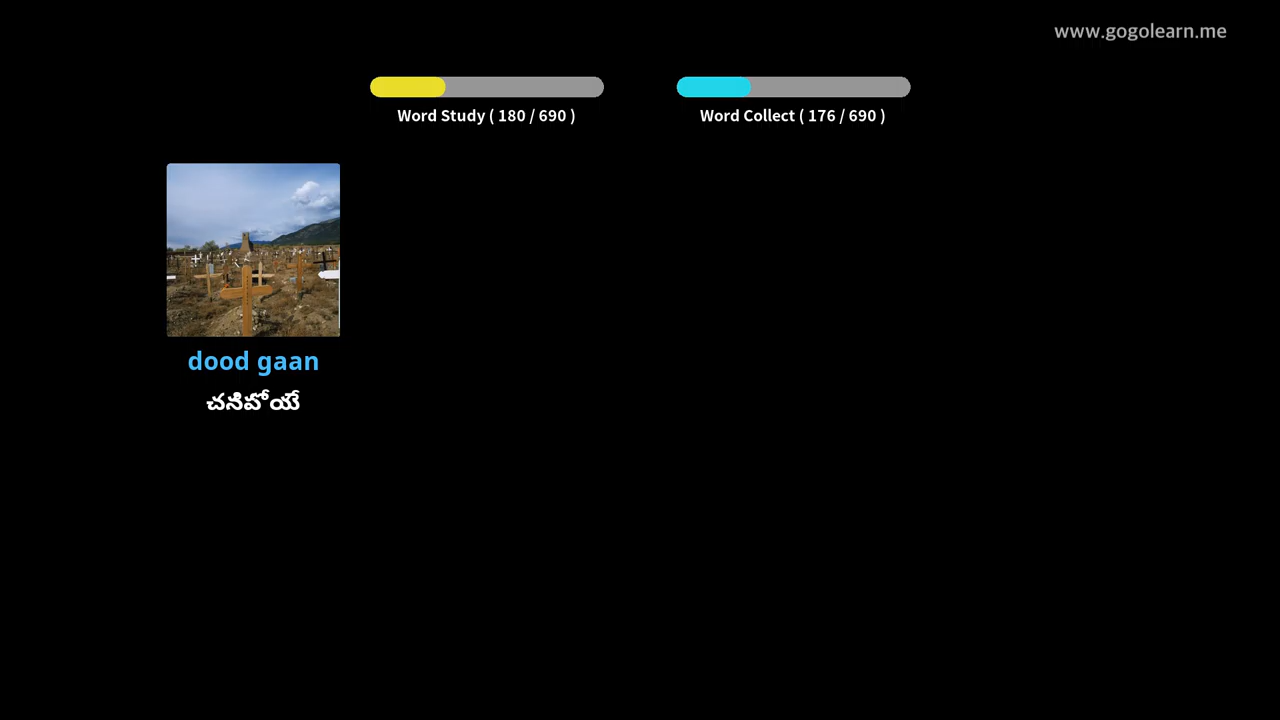 www.gogolearn.me
Word Study ( 180 / 690 )
Word Collect ( 176 / 690 )
dood gaan
చనిపోయే